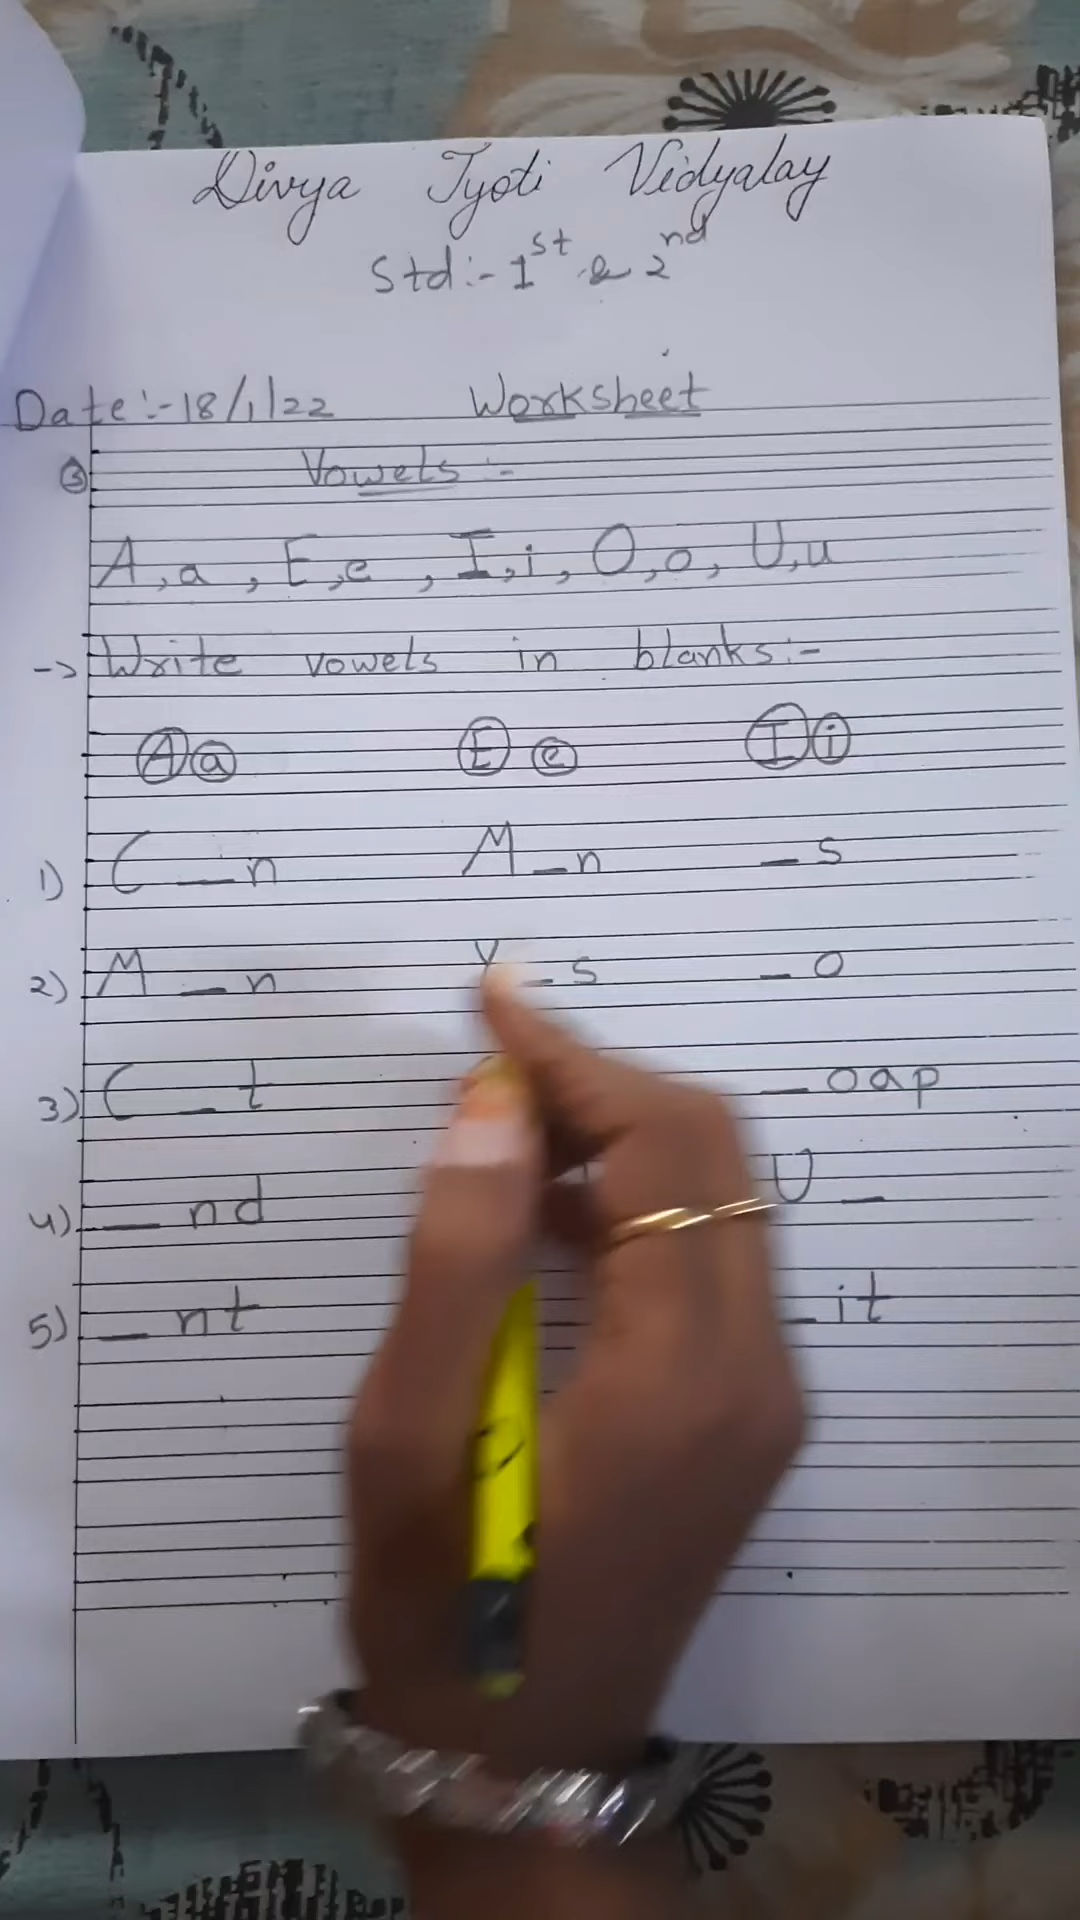 Divya Jyoti Vidyalay
Std:- 1st & 2nd
Date:-18/1/22 Worksheet
③ Vowels :-
A,a , E,e , I,i, O,o, U,u
-> Write vowels in blanks:-
A a E e I i
1) C _ n M _ n _ s
2) M _ n Y _ s _ o
3) C _ t _ oap
4) _ nd U _
5) _ nt _ it